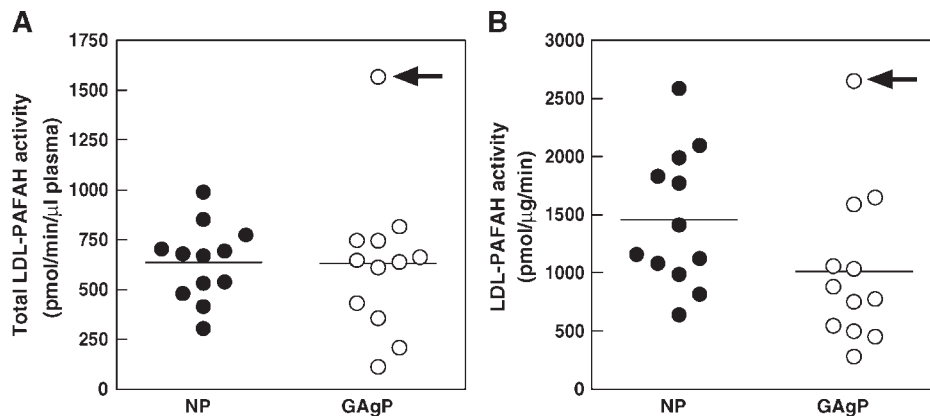 A
Total LDL-PAFAH activity
(pmol/min/µl plasma)
1750
1500
1250
1000
750
500
250
0
NP
GAgP
B
LDL-PAFAH activity
(pmol/µg/min)
3000
2500
2000
1500
1000
500
0
NP
GAgP